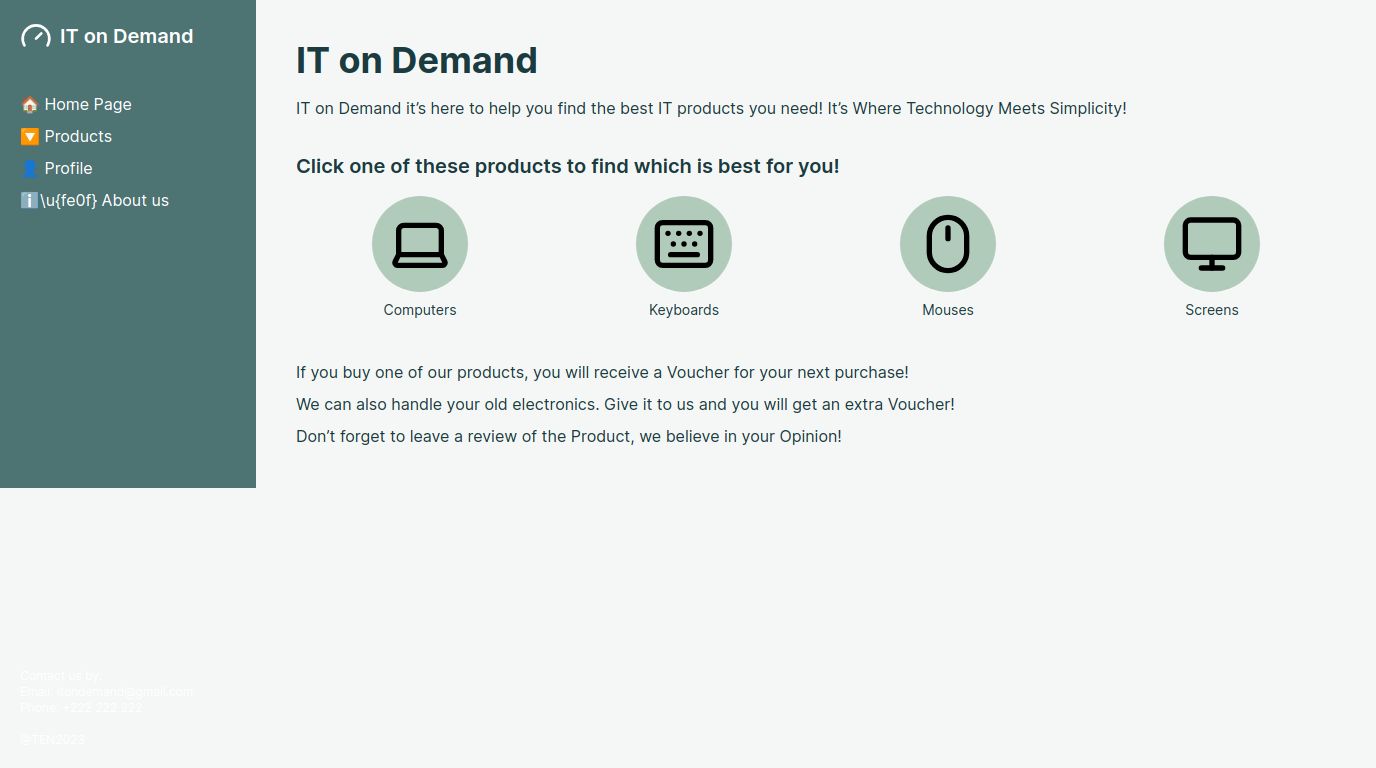 IT on Demand
🏠 Home Page
🔽 Products
👤 Profile
ℹ️\u{fe0f} About us
IT on Demand
IT on Demand it’s here to help you find the best IT products you need! It’s Where Technology Meets Simplicity!
Click one of these products to find which is best for you!
Computers
Keyboards
Mouses
Screens
If you buy one of our products, you will receive a Voucher for your next purchase!
We can also handle your old electronics. Give it to us and you will get an extra Voucher!
Don’t forget to leave a review of the Product, we believe in your Opinion!
Contact us by:
Email: itondemand@gmail.com
Phone: +222 222 222
@TEN2023